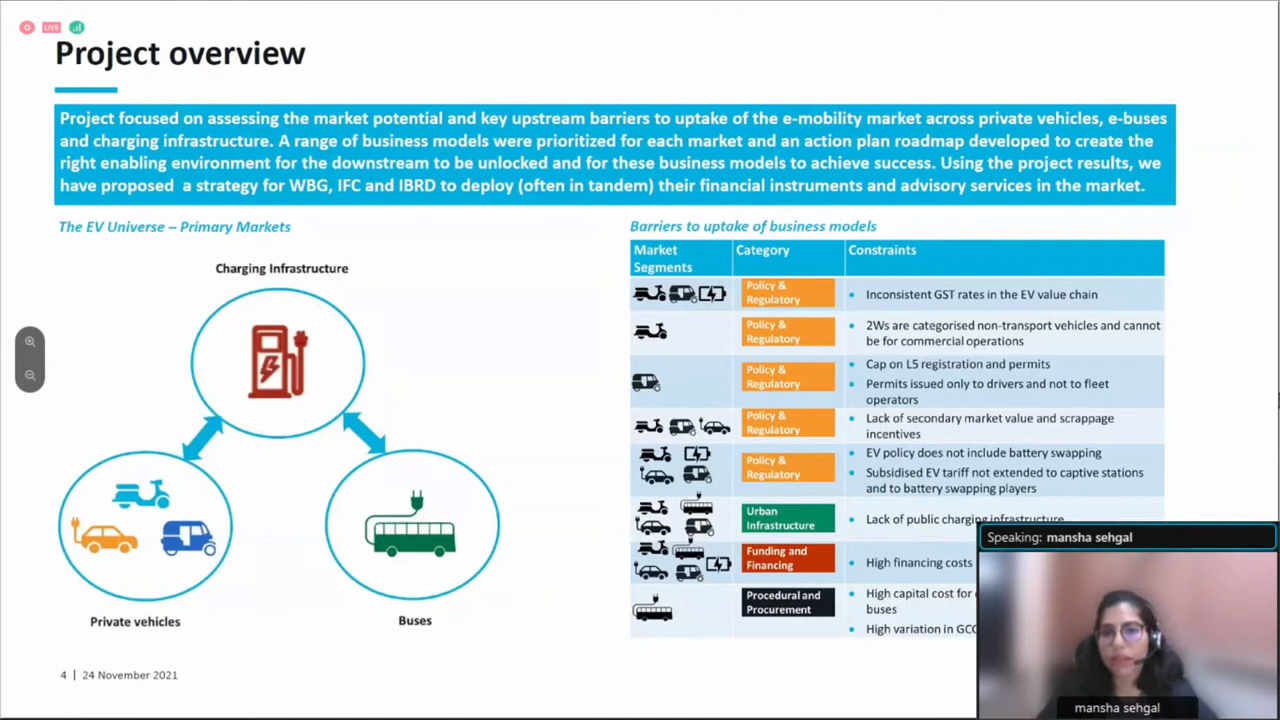 LIVE
Project overview
Project focused on assessing the market potential and key upstream barriers to uptake of the e-mobility market across private vehicles, e-buses
and charging infrastructure. A range of business models were prioritized for each market and an action plan roadmap developed to create the
right enabling environment for the downstream to be unlocked and for these business models to achieve success. Using the project results, we
have proposed a strategy for WBG, IFC and IBRD to deploy (often in tandem) their financial instruments and advisory services in the market.
The EV Universe – Primary Markets
Charging Infrastructure
Private vehicles
Buses
Barriers to uptake of business models
Market
Segments
Category
Constraints
Policy &
Regulatory
Inconsistent GST rates in the EV value chain
Policy &
Regulatory
2Ws are categorised non-transport vehicles and cannot
be for commercial operations
Policy &
Regulatory
Cap on L5 registration and permits
Permits issued only to drivers and not to fleet
operators
Policy &
Regulatory
Lack of secondary market value and scrappage
incentives
Policy &
Regulatory
EV policy does not include battery swapping
Subsidised EV tariff not extended to captive stations
and to battery swapping players
Urban
Infrastructure
Lack of public charging infrastructure
Funding and
Financing
High financing costs
Procedural and
Procurement
High capital cost for
buses
High variation in GCC
4 | 24 November 2021
Speaking: mansha sehgal
mansha sehgal